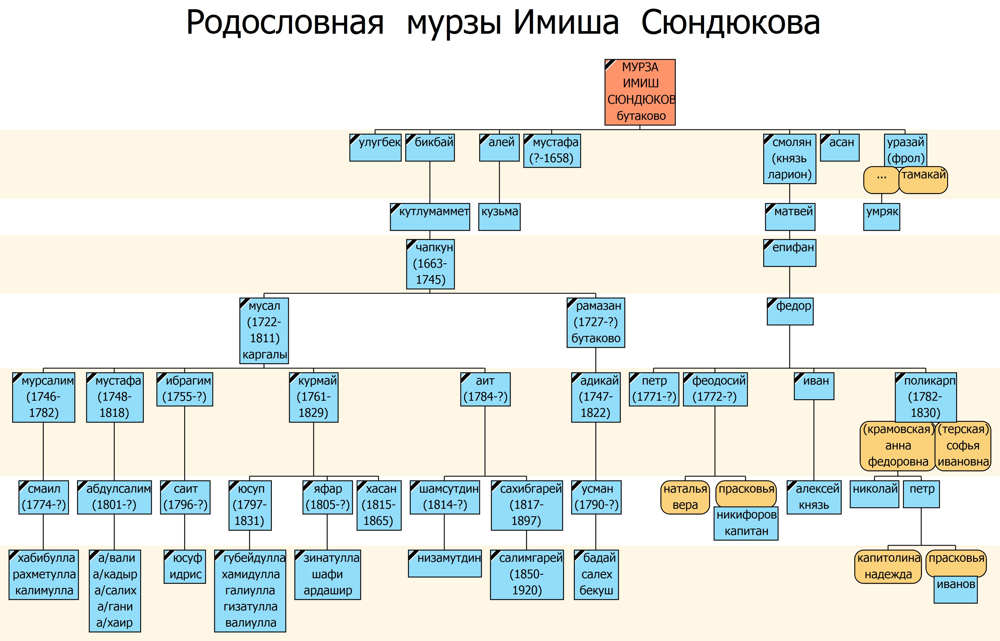 Родословная мурзы Имиша Сюндюкова
МУРЗА
ИМИШ
СЮНДЮКОВ
бутаково
улугбек
бикбай
алей
мустафа
(?-1658)
смолян
(князь
ларион)
асан
уразай
(фрол)
...
тамакай
кутлумаммет
кузьма
матвей
умряк
чапкун
(1663-
1745)
епифан
мусал
(1722-
1811)
каргалы
рамазан
(1727-?)
бутаково
федор
мурсалим
(1746-
1782)
мустафа
(1748-
1818)
ибрагим
(1755-?)
курмай
(1761-
1829)
аит
(1784-?)
адикай
(1747-
1822)
петр
(1771-?)
феодосий
(1772-?)
иван
поликарп
(1782-
1830)
(крамовская)
анна
федоровна
(терская)
софья
ивановна
смаил
(1774-?)
абдулсалим
(1801-?)
саит
(1796-?)
юсуп
(1797-
1831)
яфар
(1805-?)
хасан
(1815-
1865)
шамсутдин
(1814-?)
сахибгарей
(1817-
1897)
усман
(1790-?)
наталья
вера
прасковья
никифоров
капитан
алексей
князь
николай
петр
хабибулла
рахметулла
калимулла
а/вали
а/кадыр
а/салих
а/гани
а/хаир
юсуф
идрис
губейдулла
хамидулла
галиулла
гизатулла
валиулла
зинатулла
шафи
ардашир
низамутдин
салимгарей
(1850-
1920)
бадай
салех
бекуш
капитолина
надежда
прасковья
иванов